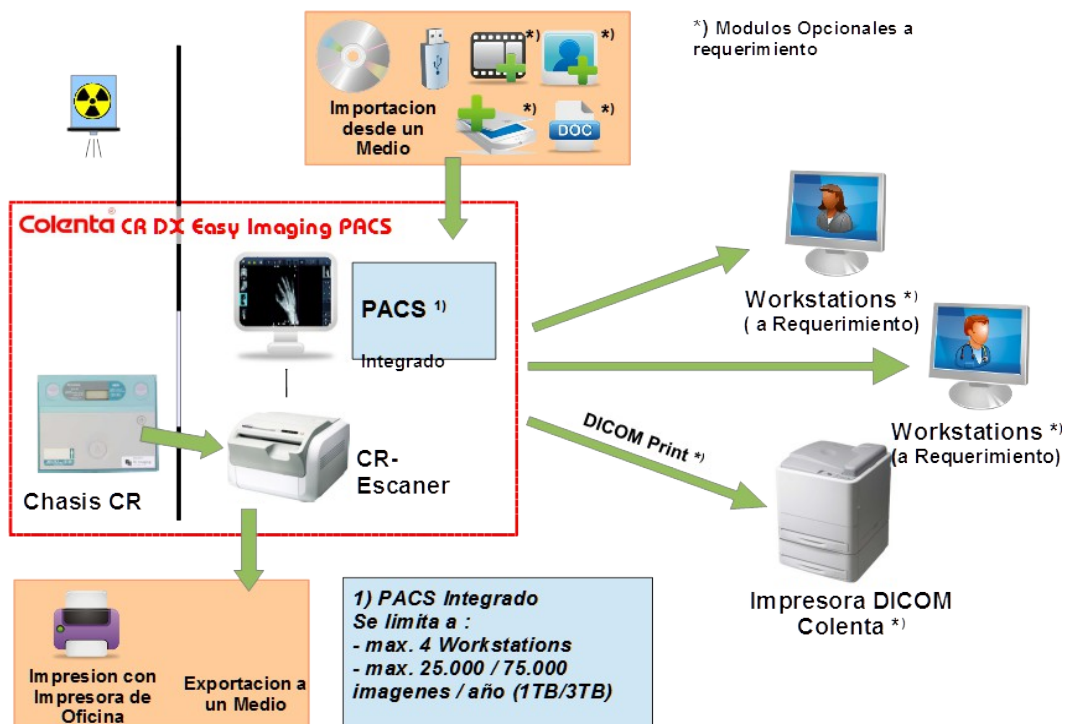 *) Modulos Opcionales a
requerimiento
*)
*)
*)
*)
DOC
Importacion
desde un
Medio
Colenta® CR DX Easy Imaging PACS
PACS 1)
Integrado
Chasis CR
CR-
Escaner
Workstations *)
( a Requerimiento)
Workstations *)
(a Requerimiento)
DICOM Print *)
Impresora DICOM
Colenta *)
Impresion con
Impresora de
Oficina
Exportacion a
un Medio
1) PACS Integrado
Se limita a :
- max. 4 Workstations
- max. 25.000 / 75.000
imagenes / año (1TB/3TB)